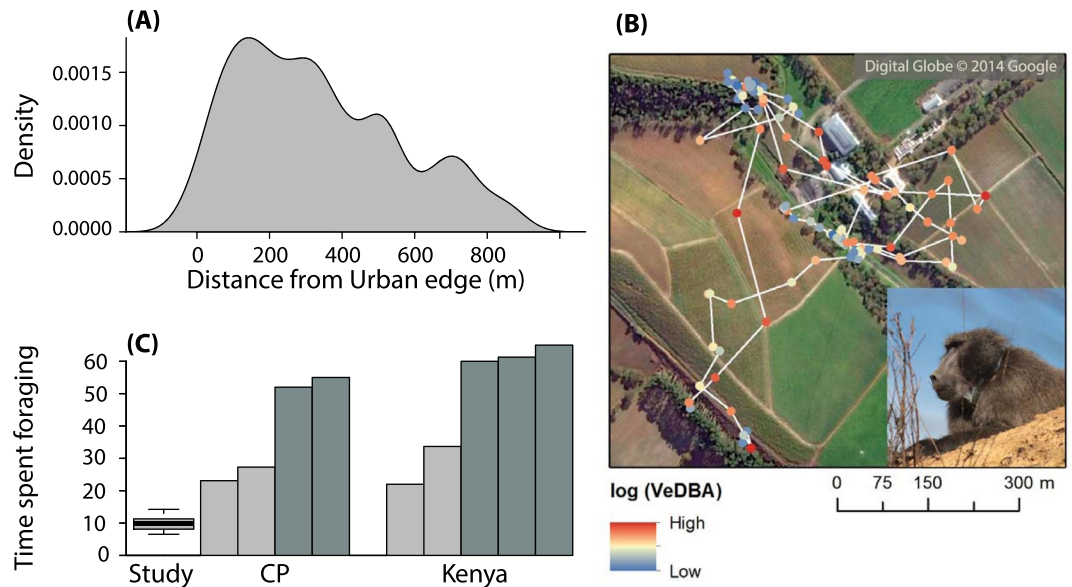 (A)
Density
0.0015
0.0010
0.0005
0.0000
0 200 400 600 800
Distance from Urban edge (m)
(B)
Digital Globe © 2014 Google
log (VeDBA)
High
Low
0 75 150 300 m
(C)
Time spent foraging
60
50
40
30
20
10
0
Study CP Kenya